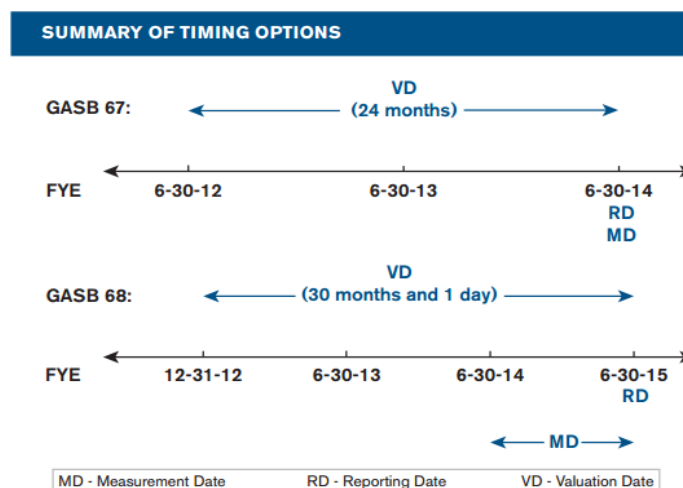 SUMMARY OF TIMING OPTIONS
GASB 67:
VD
(24 months)
FYE
6-30-12 6-30-13 6-30-14
RD
MD
GASB 68:
VD
(30 months and 1 day)
FYE
12-31-12 6-30-13 6-30-14 6-30-15
RD
MD
MD - Measurement Date RD - Reporting Date VD - Valuation Date